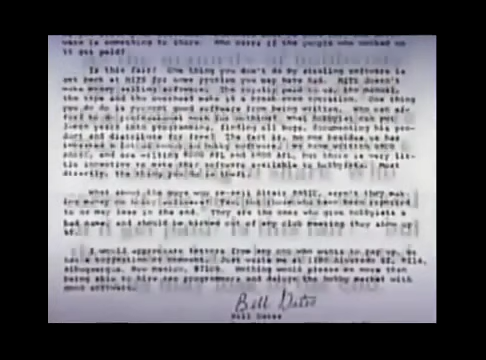 ware is something to share. Who cares if the people who worked on
it get paid?
Is this fair? One thing you don't do by stealing software is
get back at MITS for some problem you may have had. MITS doesn't
make money selling software. The royalty paid to us, the manual,
the tape and the overhead make it a break-even operation. One thing
you do do is prevent good software from being written. Who can af-
ford to do professional work for nothing? What hobbyist can put
3-man years into programming, finding all bugs, documenting his pro-
duct and distribute for free? The fact is, no one besides us has
invested a lot of money in hobby software. We have written 6800
BASIC, and are writing 8080 APL and 6800 APL, but there is very lit-
tle incentive to make this software available to hobbyists. Most
directly, the thing you do is theft.
What about the guys who re-sell Altair BASIC, aren't they mak-
ing money on hobby software? Yes, but those who have been reported
to us may lose in the end. They are the ones who give hobbyists a
bad name, and should be kicked out of any club meeting they show up
I would appreciate letters from any one who wants to pay up, or
has a suggestion or comment. Just write me at 1180 Alvarado SE, #114,
Albuquerque, New Mexico, 87108. Nothing would please me more than
being able to hire ten programmers and deluge the hobby market with
good software.
Bill Gates
Bill Gates